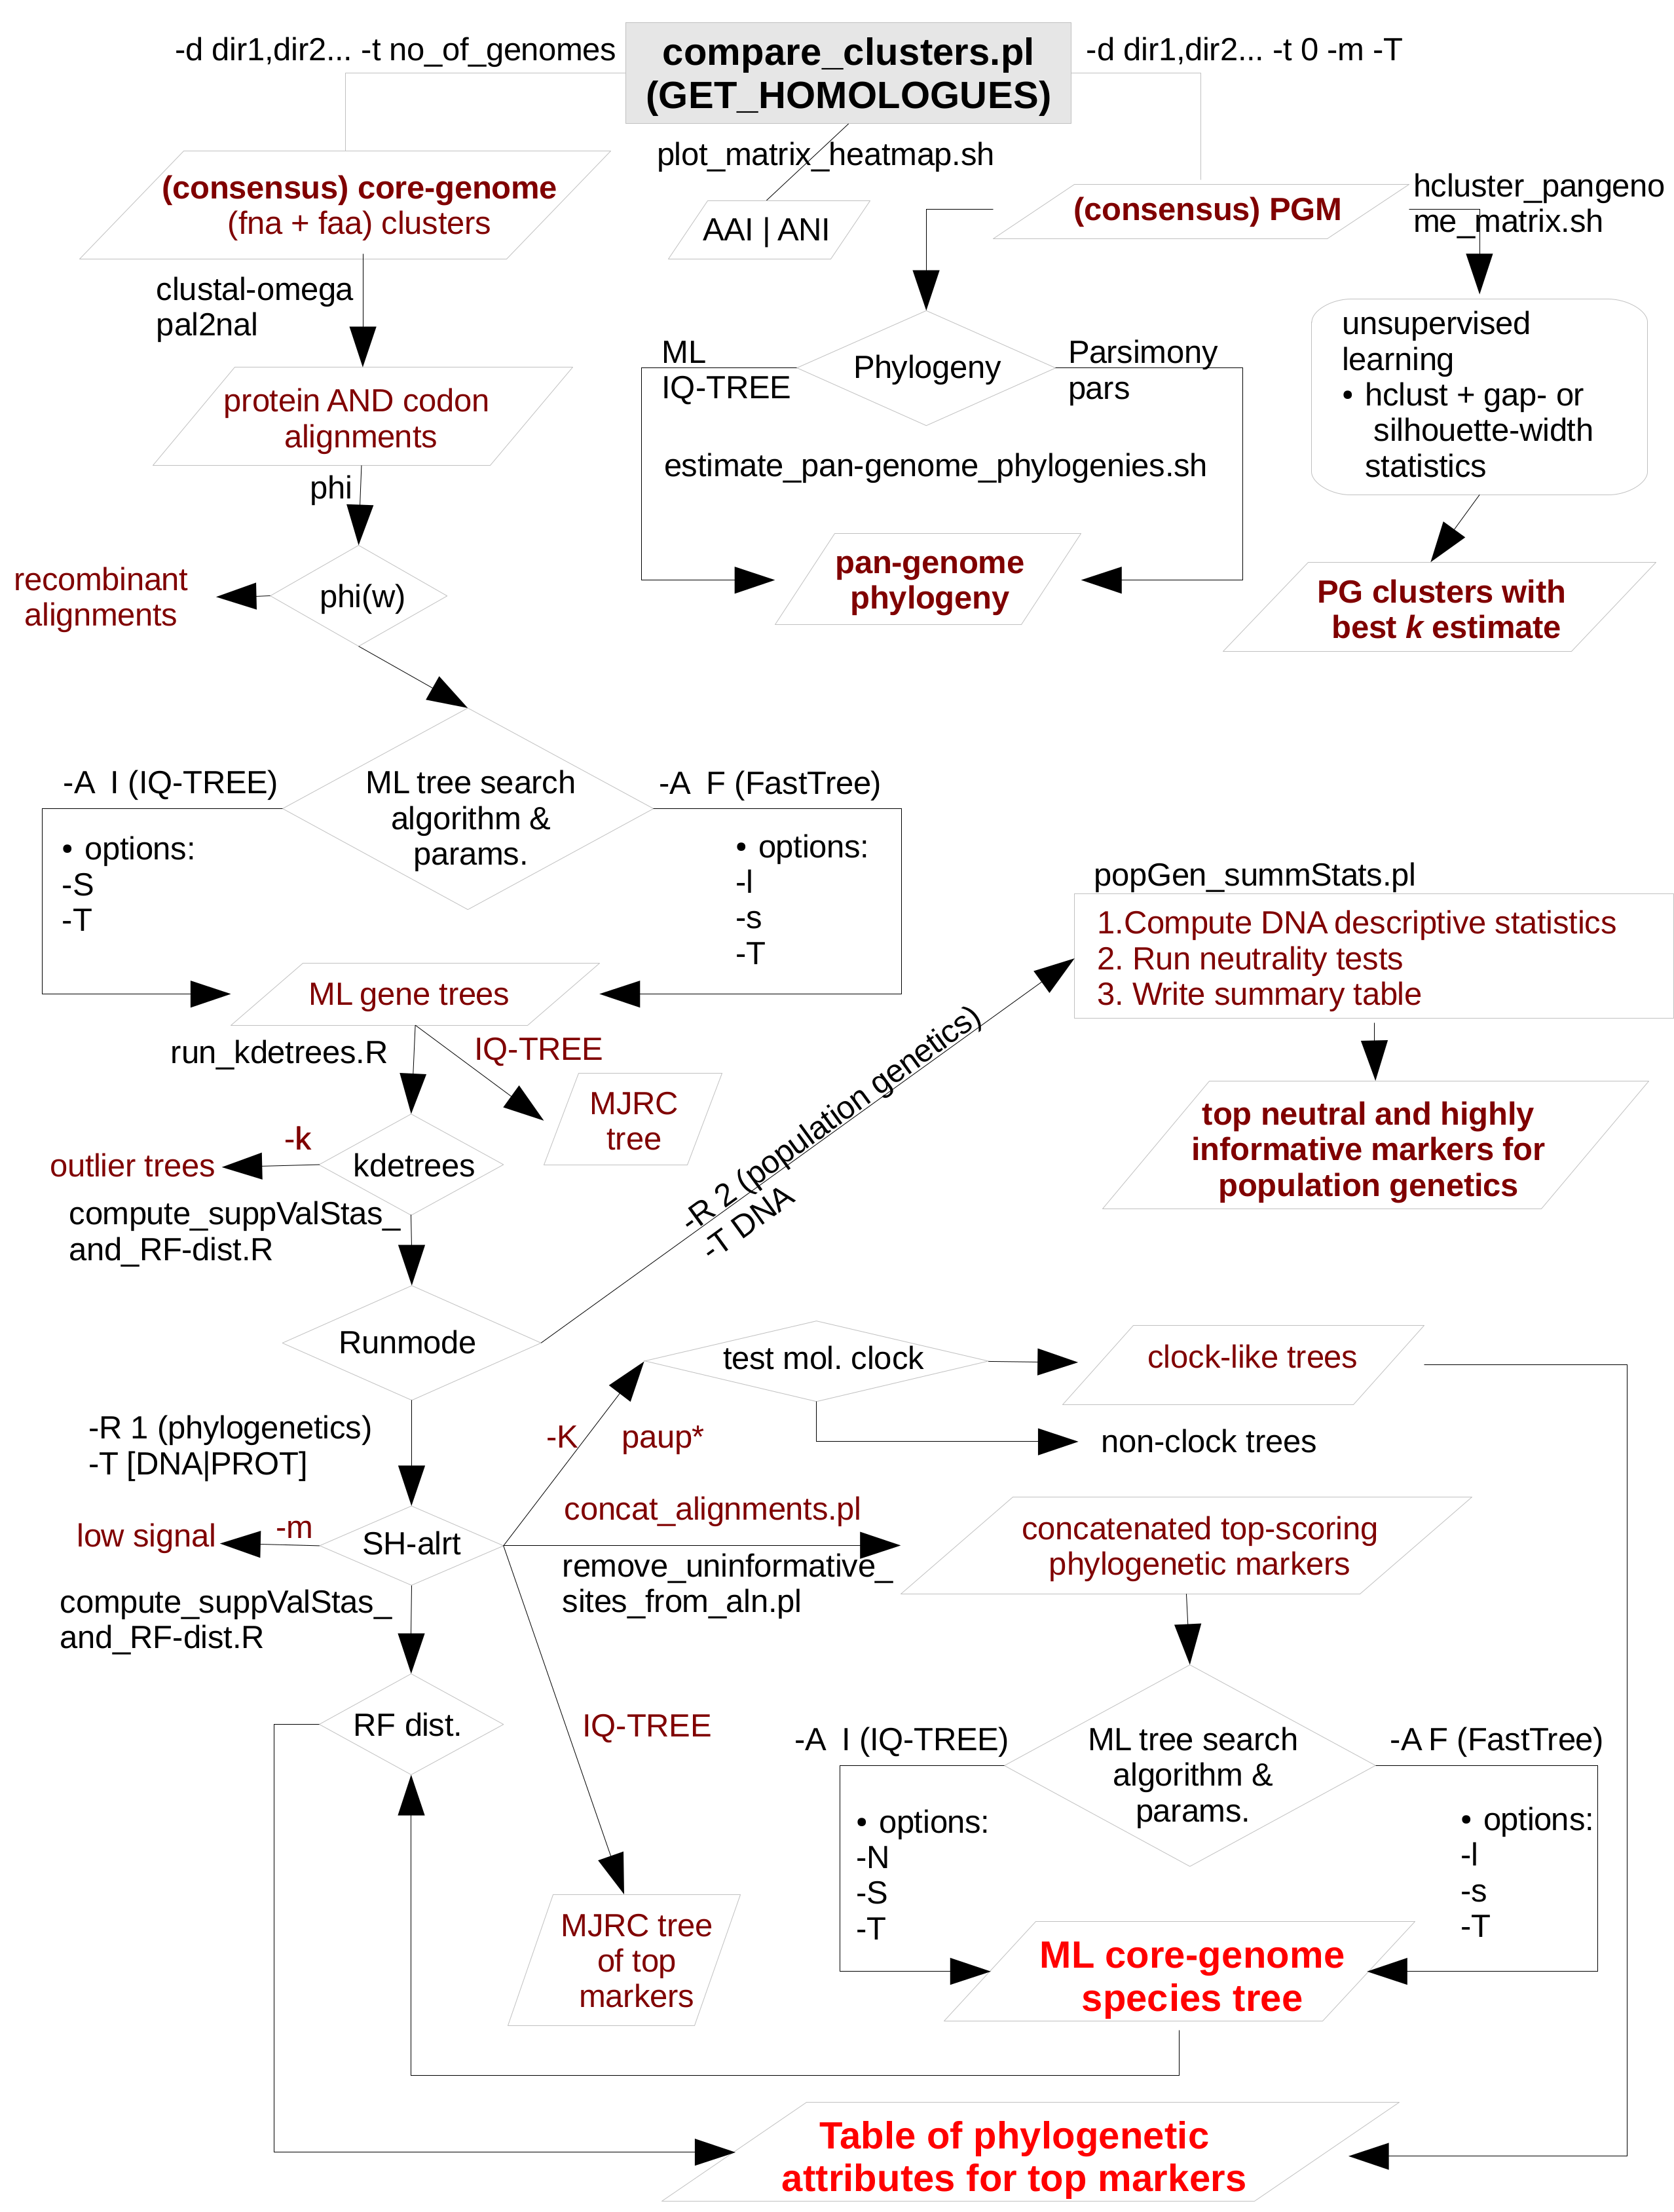 -d dir1,dir2... -t no_of_genomes
compare_clusters.pl
(GET_HOMOLOGUES)
-d dir1,dir2... -t 0 -m -T
plot_matrix_heatmap.sh
(consensus) core-genome
(fna + faa) clusters
AAI | ANI
(consensus) PGM
hcluster_pangeno
me_matrix.sh
clustal-omega
pal2nal
ML
IQ-TREE
Phylogeny
Parsimony
pars
unsupervised
learning
• hclust + gap- or
silhouette-width
statistics
protein AND codon
alignments
estimate_pan-genome_phylogenies.sh
phi
pan-genome
phylogeny
PG clusters with
best k estimate
recombinant
alignments
phi(w)
-A  I (IQ-TREE)
ML tree search
algorithm &
params.
-A  F (FastTree)
• options:
-S
-T
• options:
-l
-s
-T
popGen_summStats.pl
1.Compute DNA descriptive statistics
2. Run neutrality tests
3. Write summary table
ML gene trees
run_kdetrees.R
IQ-TREE
MJRC
tree
-k
outlier trees
kdetrees
-R 2 (population genetics)
-T DNA
top neutral and highly
informative markers for
population genetics
compute_suppValStas_
and_RF-dist.R
Runmode
test mol. clock
clock-like trees
-R 1 (phylogenetics)
-T [DNA|PROT]
-K
paup*
non-clock trees
low signal
-m
SH-alrt
concat_alignments.pl
remove_uninformative_
sites_from_aln.pl
concatenated top-scoring
phylogenetic markers
compute_suppValStas_
and_RF-dist.R
RF dist.
IQ-TREE
-A  I (IQ-TREE)
ML tree search
algorithm &
params.
-A F (FastTree)
• options:
-N
-S
-T
• options:
-l
-s
-T
MJRC tree
of top
markers
ML core-genome
species tree
Table of phylogenetic
attributes for top markers